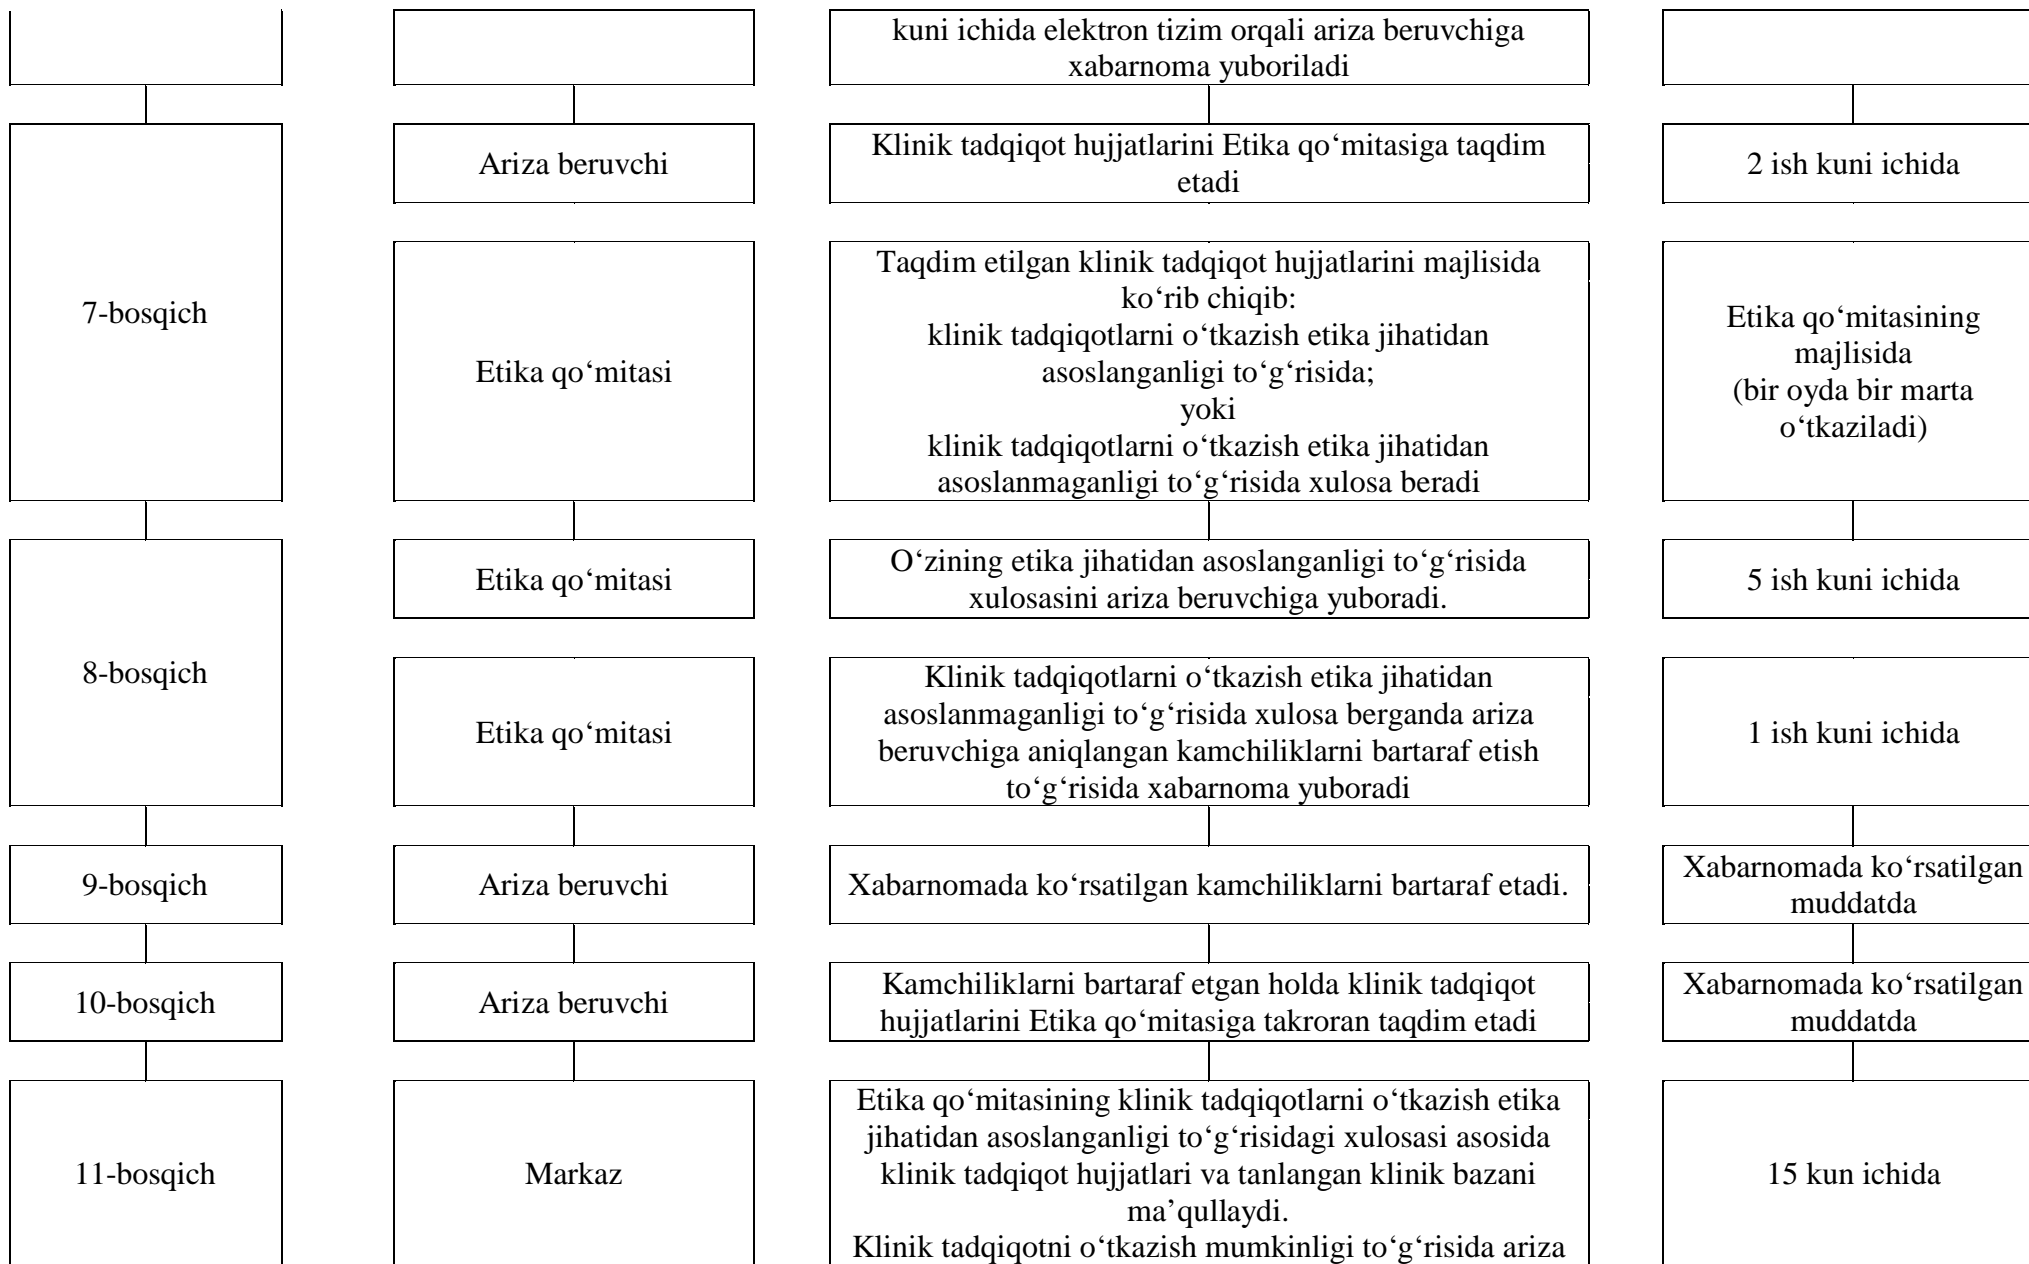 kuni ichida elektron tizim orqali ariza beruvchiga
xabarnoma yuboriladi
7-bosqich
Ariza beruvchi
Klinik tadqiqot hujjatlarini Etika qo‘mitasiga taqdim
etadi
2 ish kuni ichida
Etika qo‘mitasi
Taqdim etilgan klinik tadqiqot hujjatlarini majlisida
ko‘rib chiqib:
klinik tadqiqotlarni o‘tkazish etika jihatidan
asoslanganligi to‘g‘risida;
yoki
klinik tadqiqotlarni o‘tkazish etika jihatidan
asoslanmaganligi to‘g‘risida xulosa beradi
Etika qo‘mitasining
majlisida
(bir oyda bir marta
o‘tkaziladi)
8-bosqich
Etika qo‘mitasi
O‘zining etika jihatidan asoslanganligi to‘g‘risida
xulosasini ariza beruvchiga yuboradi.
5 ish kuni ichida
Etika qo‘mitasi
Klinik tadqiqotlarni o‘tkazish etika jihatidan
asoslanmaganligi to‘g‘risida xulosa berganda ariza
beruvchiga aniqlangan kamchiliklarni bartaraf etish
to‘g‘risida xabarnoma yuboradi
1 ish kuni ichida
9-bosqich
Ariza beruvchi
Xabarnomada ko‘rsatilgan kamchiliklarni bartaraf etadi.
Xabarnomada ko‘rsatilgan
muddatda
10-bosqich
Ariza beruvchi
Kamchiliklarni bartaraf etgan holda klinik tadqiqot
hujjatlarini Etika qo‘mitasiga takroran taqdim etadi
Xabarnomada ko‘rsatilgan
muddatda
11-bosqich
Markaz
Etika qo‘mitasining klinik tadqiqotlarni o‘tkazish etika
jihatidan asoslanganligi to‘g‘risidagi xulosasi asosida
klinik tadqiqot hujjatlari va tanlangan klinik bazani
ma’qullaydi.
Klinik tadqiqotni o‘tkazish mumkinligi to‘g‘risida ariza
15 kun ichida